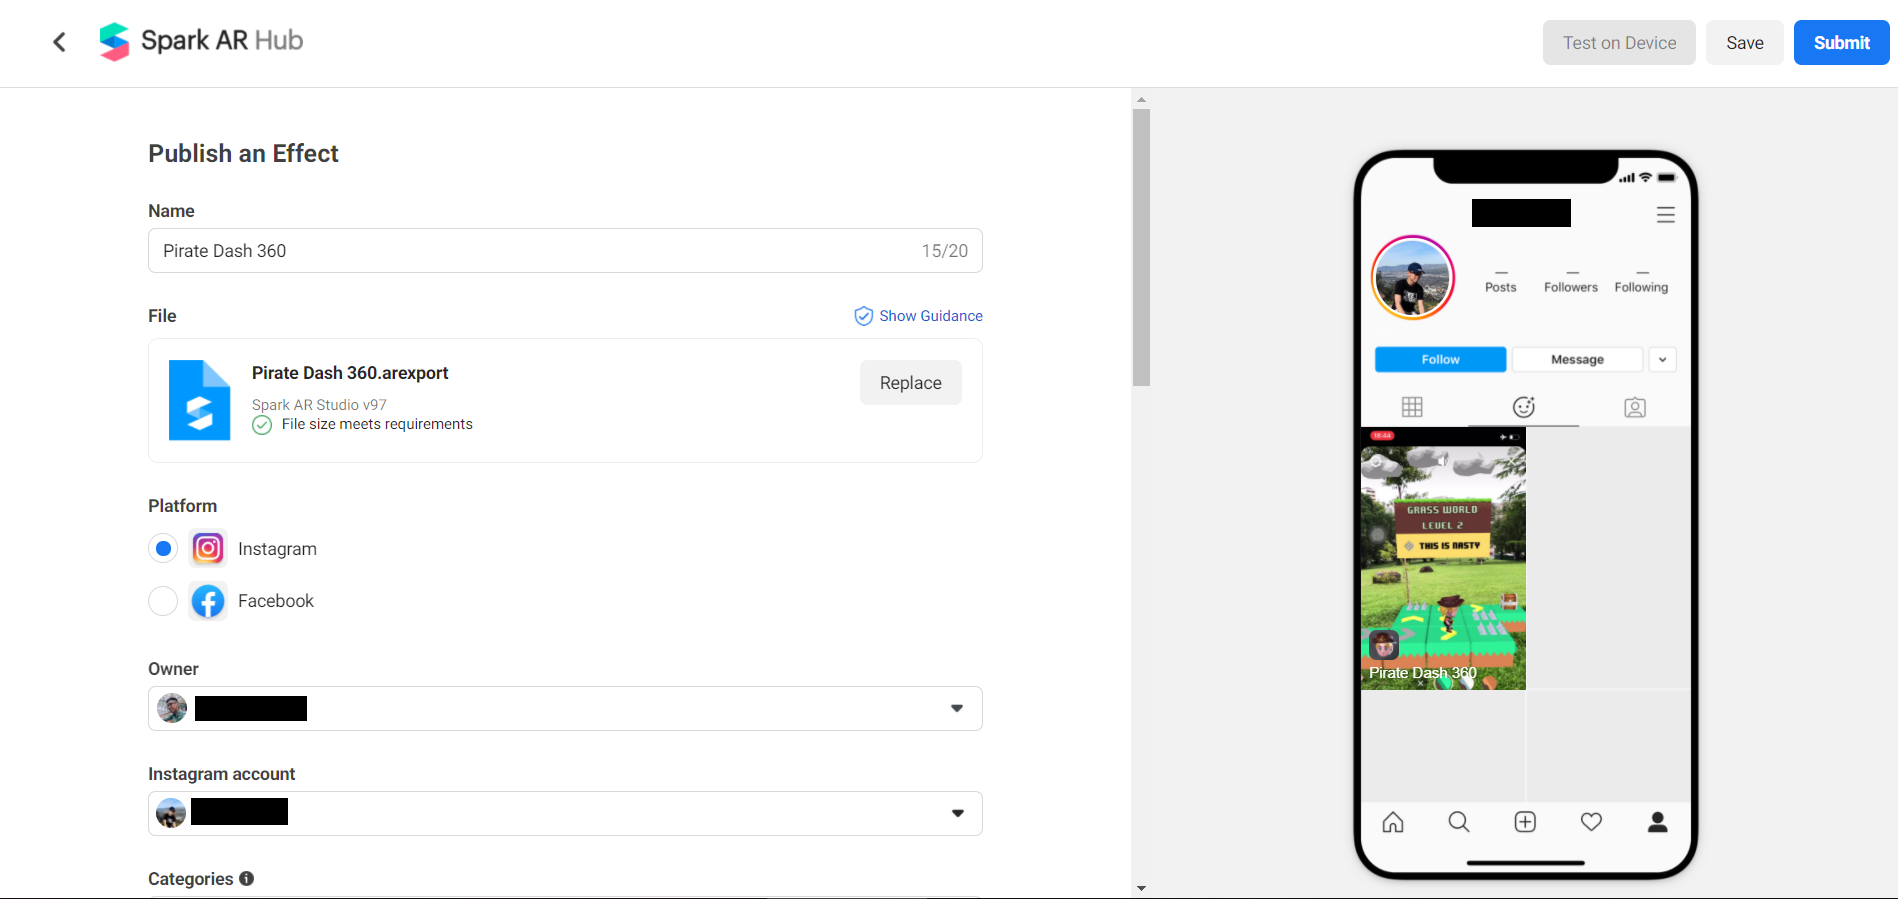 Spark AR Hub
Test on Device
Save
Submit
Publish an Effect
Name
Pirate Dash 360
15/20
File
Show Guidance
Pirate Dash 360.arexport
Spark AR Studio v97
File size meets requirements
Replace
Platform
Instagram
Facebook
Owner
Instagram account
Categories
Posts
Followers
Following
Follow
Message
18:44
GRASS WORLD
LEVEL 2
THIS IS NASTY
Pirate Dash 360